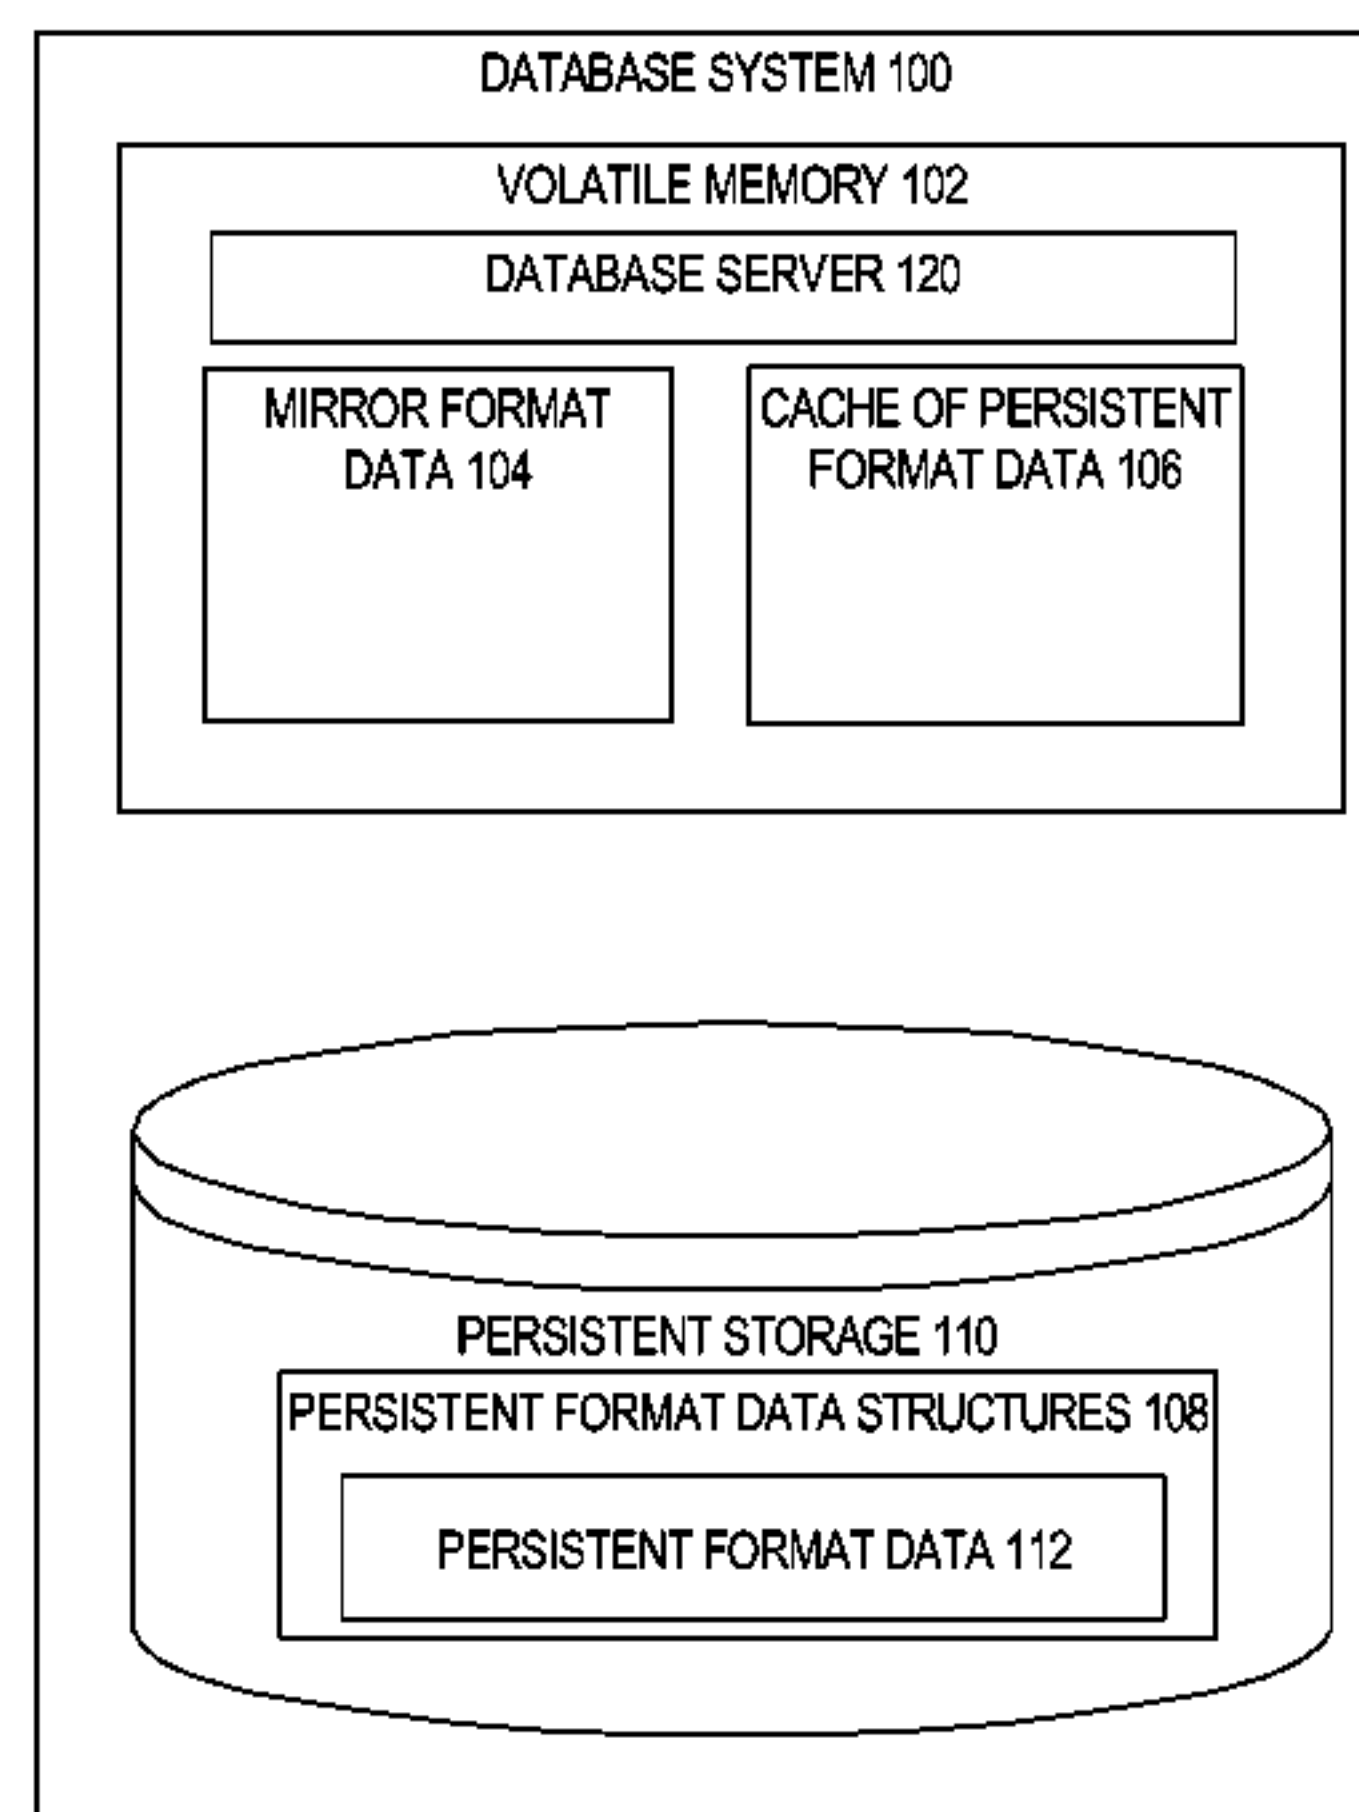 DATABASE SYSTEM 100
VOLATILE MEMORY 102
DATABASE SERVER 120
MIRROR FORMAT
DATA 104
CACHE OF PERSISTENT
FORMAT DATA 106
PERSISTENT STORAGE 110
PERSISTENT FORMAT DATA STRUCTURES 108
PERSISTENT FORMAT DATA 112